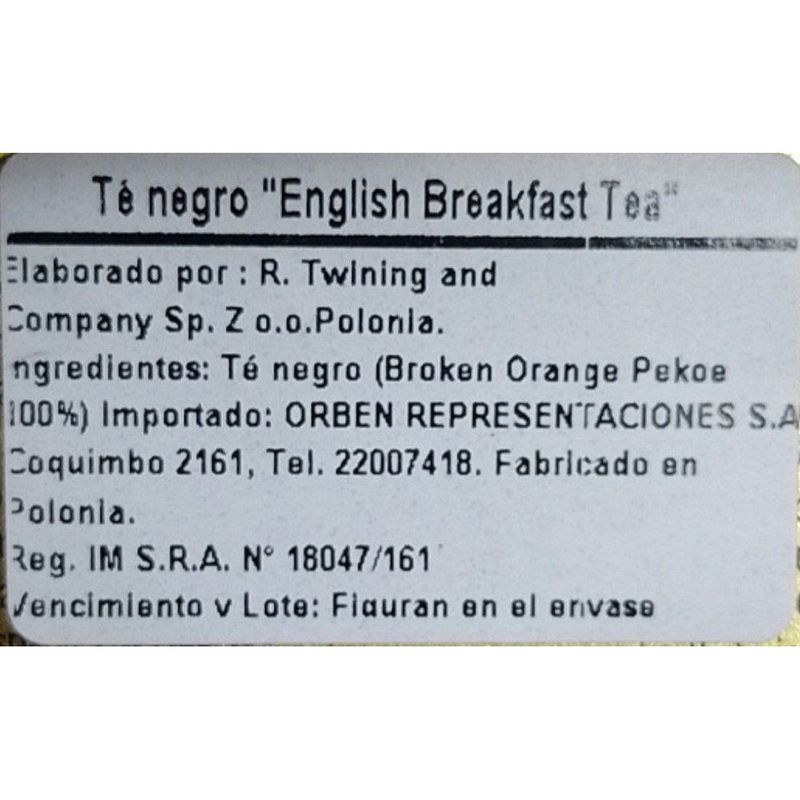 Té negro "English Breakfast Tea"
Elaborado por : R. Twining and
Company Sp. Z o.o.Polonia.
Ingredientes: Té negro (Broken Orange Pekoe
100%) Importado: ORBEN REPRESENTACIONES S.A
Coquimbo 2161, Tel. 22007418. Fabricado en
Polonia.
Reg. IM S.R.A. N° 18047/161
Vencimiento y Lote: Figuran en el envase